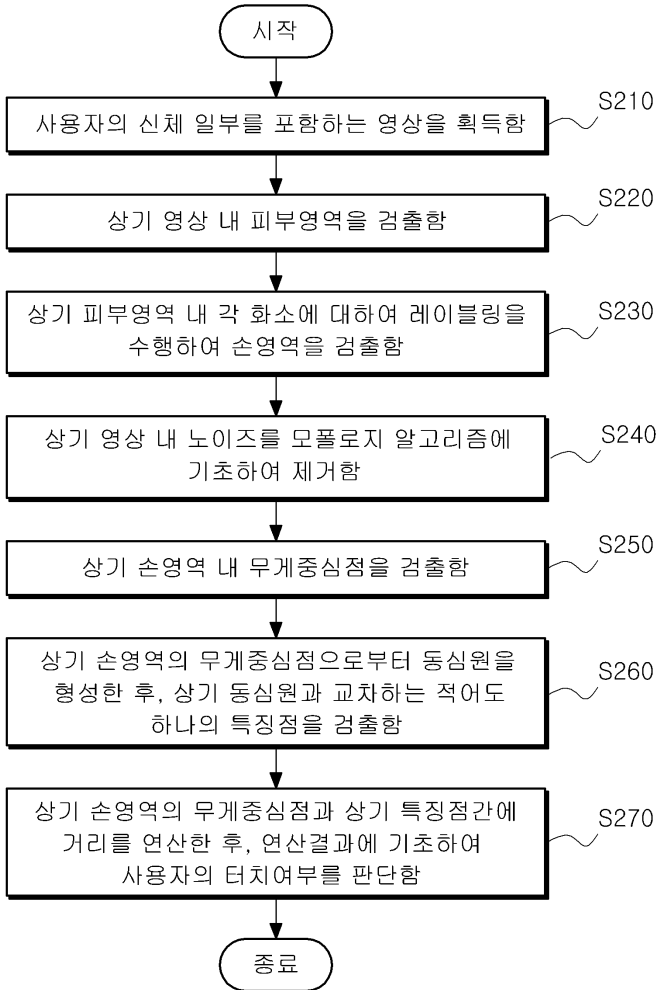 시작
사용자의 신체 일부를 포함하는 영상을 획득함
S210
상기 영상 내 피부영역을 검출함
S220
상기 피부영역 내 각 화소에 대하여 레이블링을
수행하여 손영역을 검출함
S230
상기 영상 내 노이즈를 모폴로지 알고리즘에
기초하여 제거함
S240
상기 손영역 내 무게중심점을 검출함
S250
상기 손영역의 무게중심점으로부터 동심원을
형성한 후, 상기 동심원과 교차하는 적어도
하나의 특징점을 검출함
S260
상기 손영역의 무게중심점과 상기 특징점간에
거리를 연산한 후, 연산결과에 기초하여
사용자의 터치여부를 판단함
S270
종료